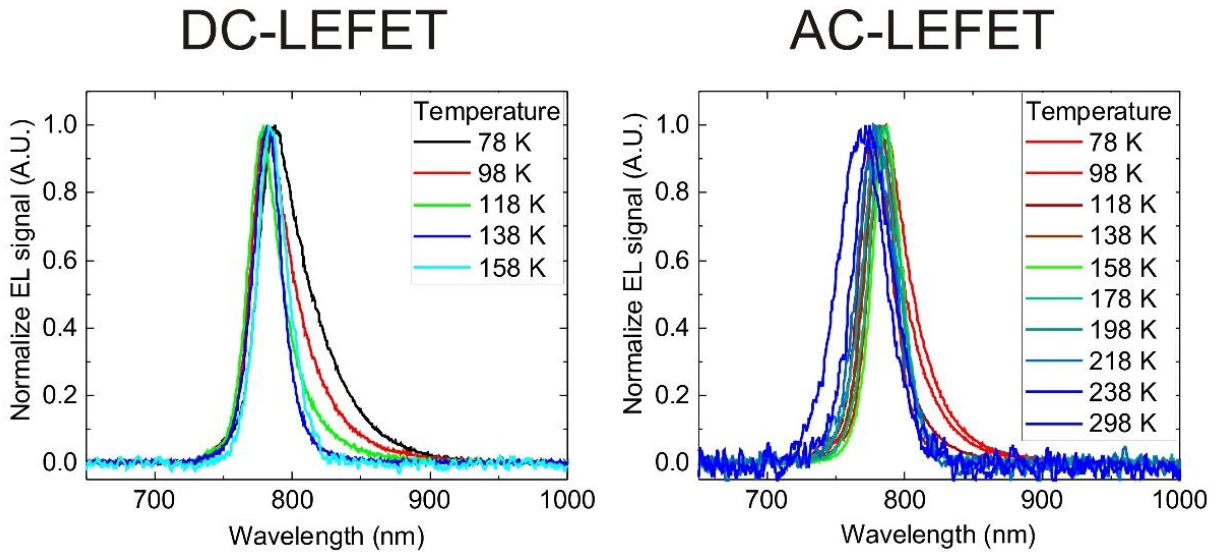 DC-LEFET
AC-LEFET
Normalize EL signal (A.U.)
1.0
0.8
0.6
0.4
0.2
0.0
700
800
900
1000
Wavelength (nm)
Temperature
78 K
98 K
118 K
138 K
158 K
Normalize EL signal (A.U.)
1.0
0.8
0.6
0.4
0.2
0.0
700
800
900
1000
Wavelength (nm)
Temperature
78 K
98 K
118 K
138 K
158 K
178 K
198 K
218 K
238 K
298 K